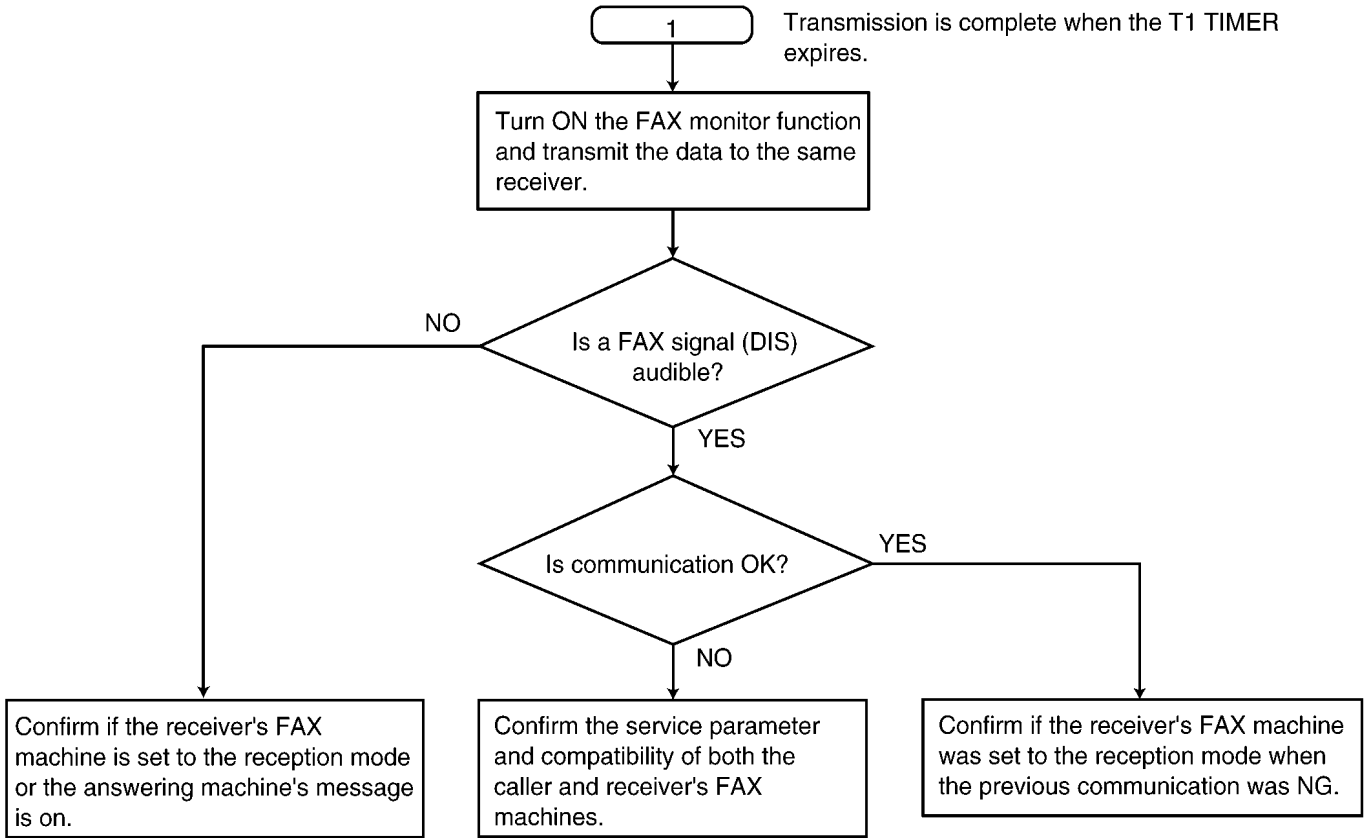 1
Transmission is complete when the T1 TIMER
expires.
Turn ON the FAX monitor function
and transmit the data to the same
receiver.
NO
Is a FAX signal (DIS)
audible?
YES
Is communication OK?
YES
NO
Confirm if the receiver's FAX
machine is set to the reception mode
or the answering machine's message
is on.
Confirm the service parameter
and compatibility of both the
caller and receiver's FAX
machines.
Confirm if the receiver's FAX machine
was set to the reception mode when
the previous communication was NG.